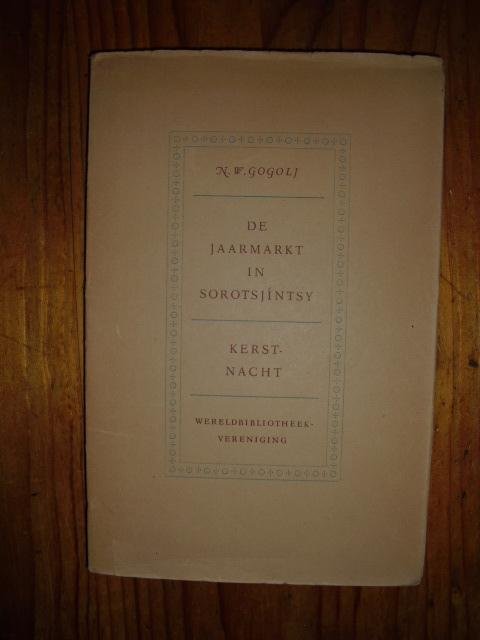 N. W. GOGOLJ
DE
JAARMARKT
IN
SOROTSJÍNTSY
KERST-
NACHT
WERELDBIBLIOTHEEK-
VERENIGING